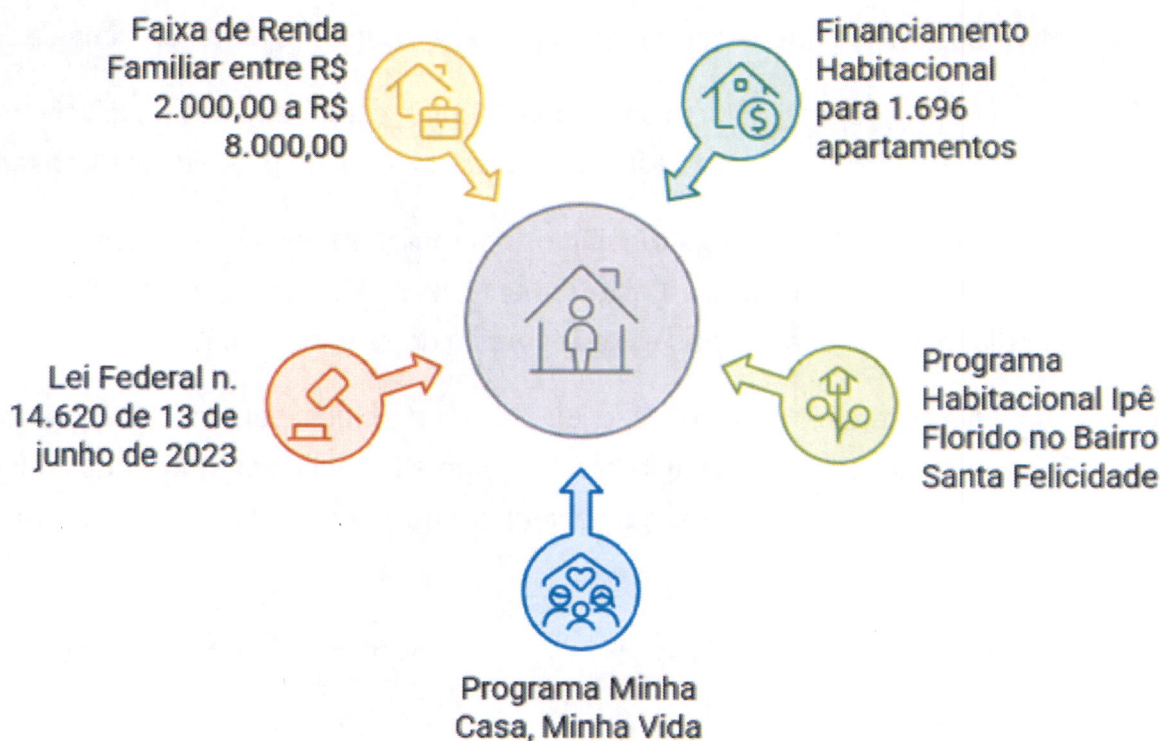 Faixa de Renda
Familiar entre R$
2.000,00 a R$
8.000,00
Financiamento
Habitacional
para 1.696
apartamentos
Lei Federal n.
14.620 de 13 de
junho de 2023
Programa
Habitacional Ipê
Florido no Bairro
Santa Felicidade
Programa Minha
Casa, Minha Vida